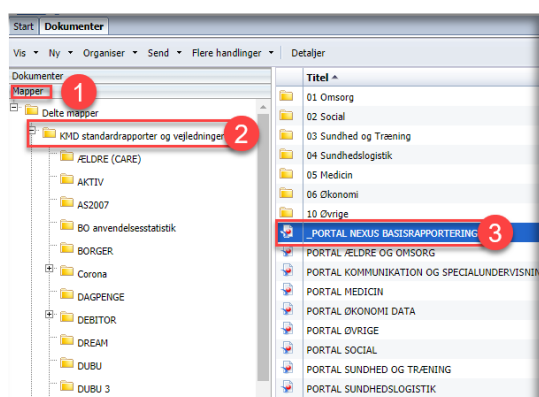 Start Dokumenter
Vis Ny Organiser Send Flere handlinger Detaljer
Dokumenter
Mapper
1
Delte mapper
KMD standardrapporter og vejledninger
2
ÆLDRE (CARE)
AKTIV
AS2007
BO anvendelsesstatistik
BORGER
Corona
DAGPENGE
DEBITOR
DREAM
DUBU
DUBU 3
Titel
01 Omsorg
02 Social
03 Sundhed og Træning
04 Sundhedslogistik
05 Medicin
06 Økonomi
10 Øvrige
_PORTAL NEXUS BASISRAPPORTERING
3
PORTAL ÆLDRE OG OMSORG
PORTAL KOMMUNIKATION OG SPECIALUNDERVISNIN
PORTAL MEDICIN
PORTAL ØKONOMI DATA
PORTAL ØVRIGE
PORTAL SOCIAL
PORTAL SUNDHED OG TRÆNING
PORTAL SUNDHEDSLOGISTIK